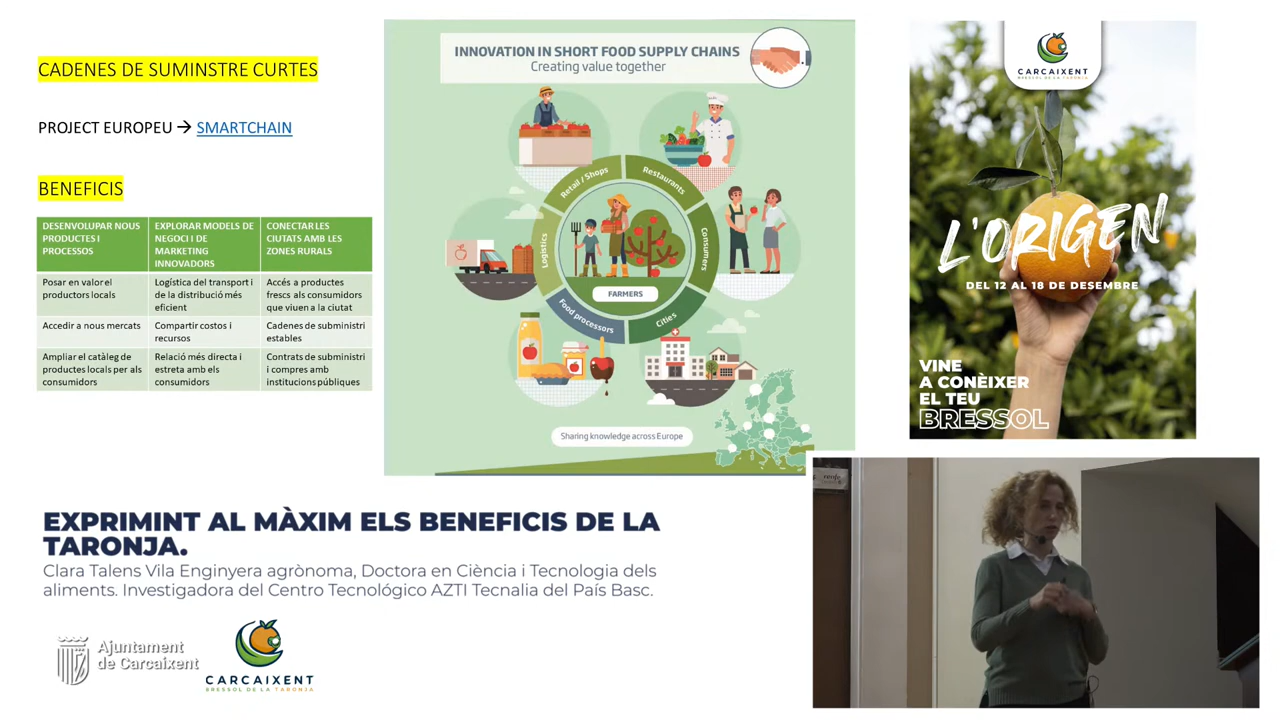 CADENES DE SUMINSTRE CURTES
PROJECT EUROPEU → SMARTCHAIN
BENEFICIS
DESENVOLUPAR NOUS
PRODUCTES I
PROCESSOS
EXPLORAR MODELS DE
NEGOCI I DE
MARKETING
INNOVADORS
CONECTAR LES
CIUTATS AMB LES
ZONES RURALS
Posar en valor el
productors locals
Logística del transport i
de la distribució més
eficient
Accés a productes
frescs als consumidors
que viuen a la ciutat
Accedir a nous mercats
Compartir costos i
recursos
Cadenes de subministri
estables
Ampliar el catàleg de
productes locals per als
consumidors
Relació més directa i
estreta amb els
consumidors
Contrats de subministri
i compres amb
institucions públiques
INNOVATION IN SHORT FOOD SUPPLY CHAINS
Creating value together
Retail / Shops
Restaurants
Logistics
Consumers
FARMERS
Food processors
Cities
Sharing knowledge across Europe
CARCAIXENT
BRESSOL DE LA TARONJA
L'ORIGEN
DEL 12 AL 18 DE DESEMBRE
VINE
A CONÈIXER
EL TEU
BRESSOL
renfe
EXPRIMINT AL MÀXIM ELS BENEFICIS DE LA
TARONJA.
Clara Talens Vila Enginyera agrònoma, Doctora en Ciència i Tecnologia dels
aliments. Investigadora del Centro Tecnológico AZTI Tecnalia del País Basc.
Ajuntament
de Carcaixent
CARCAIXENT
BRESSOL DE LA TARONJA